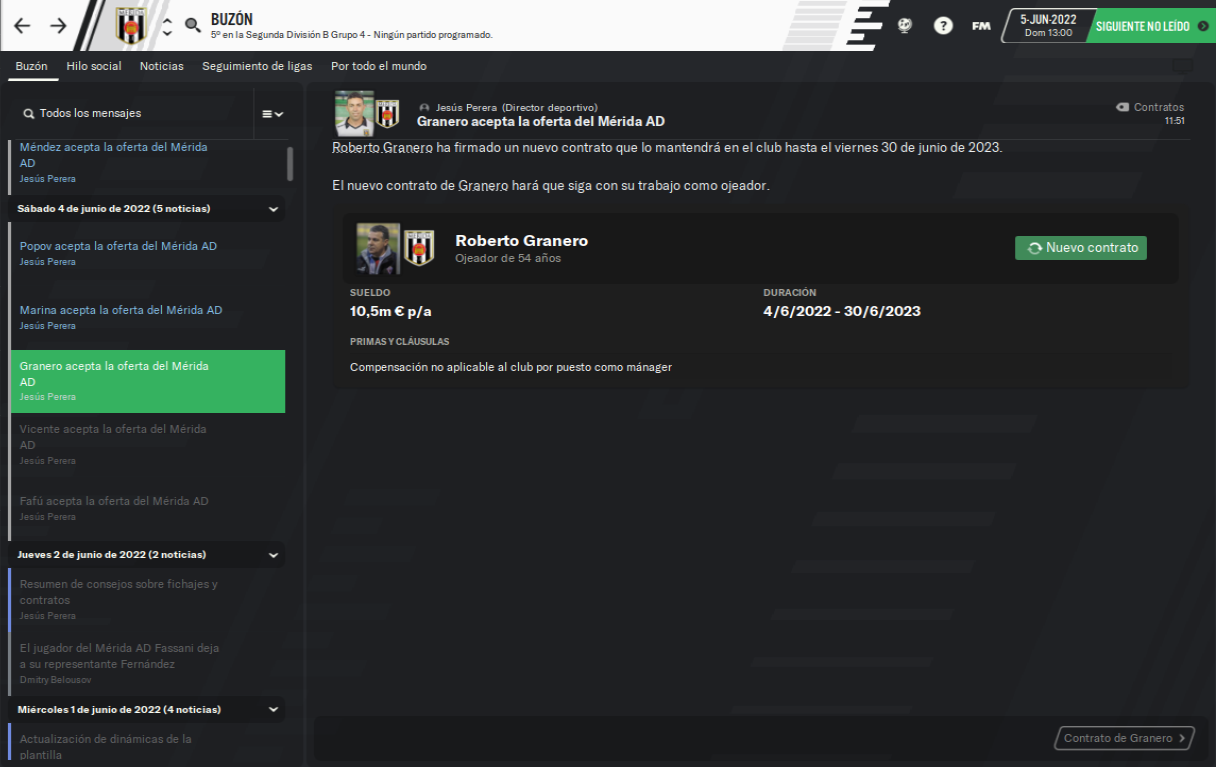 BUZÓN
5º en la Segunda División B Grupo 4 - Ningún partido programado.
?
FM
5-JUN-2022
Dom 13:00
SIGUIENTE NO LEÍDO
Buzón
Hilo social
Noticias
Seguimiento de ligas
Por todo el mundo
Todos los mensajes
Méndez acepta la oferta del Mérida
AD
Jesús Perera
Sábado 4 de junio de 2022 (5 noticias)
Popov acepta la oferta del Mérida AD
Jesús Perera
Marina acepta la oferta del Mérida AD
Jesús Perera
Granero acepta la oferta del Mérida
AD
Jesús Perera
Vicente acepta la oferta del Mérida
AD
Jesús Perera
Fafú acepta la oferta del Mérida AD
Jesús Perera
Jueves 2 de junio de 2022 (2 noticias)
Resumen de consejos sobre fichajes y
contratos
Jesús Perera
El jugador del Mérida AD Fassani deja
a su representante Fernández
Dmitry Belousov
Miércoles 1 de junio de 2022 (4 noticias)
Actualización de dinámicas de la
plantilla
Jesús Perera (Director deportivo)
Granero acepta la oferta del Mérida AD
Contratos
11:51
Roberto Granero ha firmado un nuevo contrato que lo mantendrá en el club hasta el viernes 30 de junio de 2023.
El nuevo contrato de Granero hará que siga con su trabajo como ojeador.
Roberto Granero
Ojeador de 54 años
Nuevo contrato
SUELDO
10,5m € p/a
DURACIÓN
4/6/2022 - 30/6/2023
PRIMAS Y CLÁUSULAS
Compensación no aplicable al club por puesto como mánager
Contrato de Granero